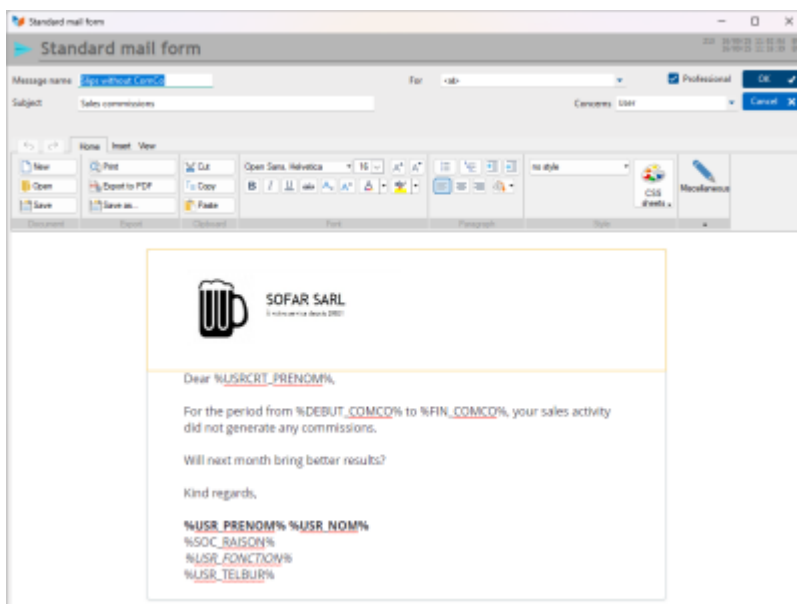 Standard mail form
Standard mail form
Message name Slips without ComCo For <all> Professional OK
Subject Sales commissions Concerns User Cancel
Home Insert View
New Print Cut Open Sans, Helvetica 16 no style
Open Export to PDF Copy B I U abc CSS sheets Miscellaneous
Save Save as... Paste
Document Export Clipboard Font Paragraph Style
SOFAR SARL
Dear %USRCRT_PRENOM%,
For the period from %DEBUT_COMCO% to %FIN_COMCO%, your sales activity
did not generate any commissions.
Will next month bring better results?
Kind regards,
%USR_PRENOM% %USR_NOM%
%SOC_RAISON%
%USR_FONCTION%
%USR_TELBUR%